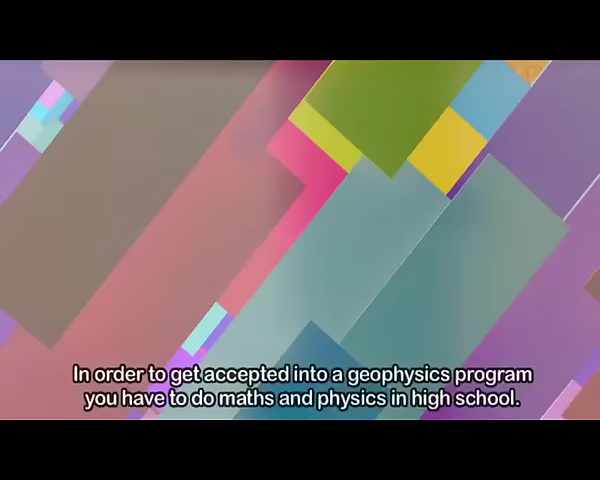 In order to get accepted into a geophysics program
you have to do maths and physics in high school.